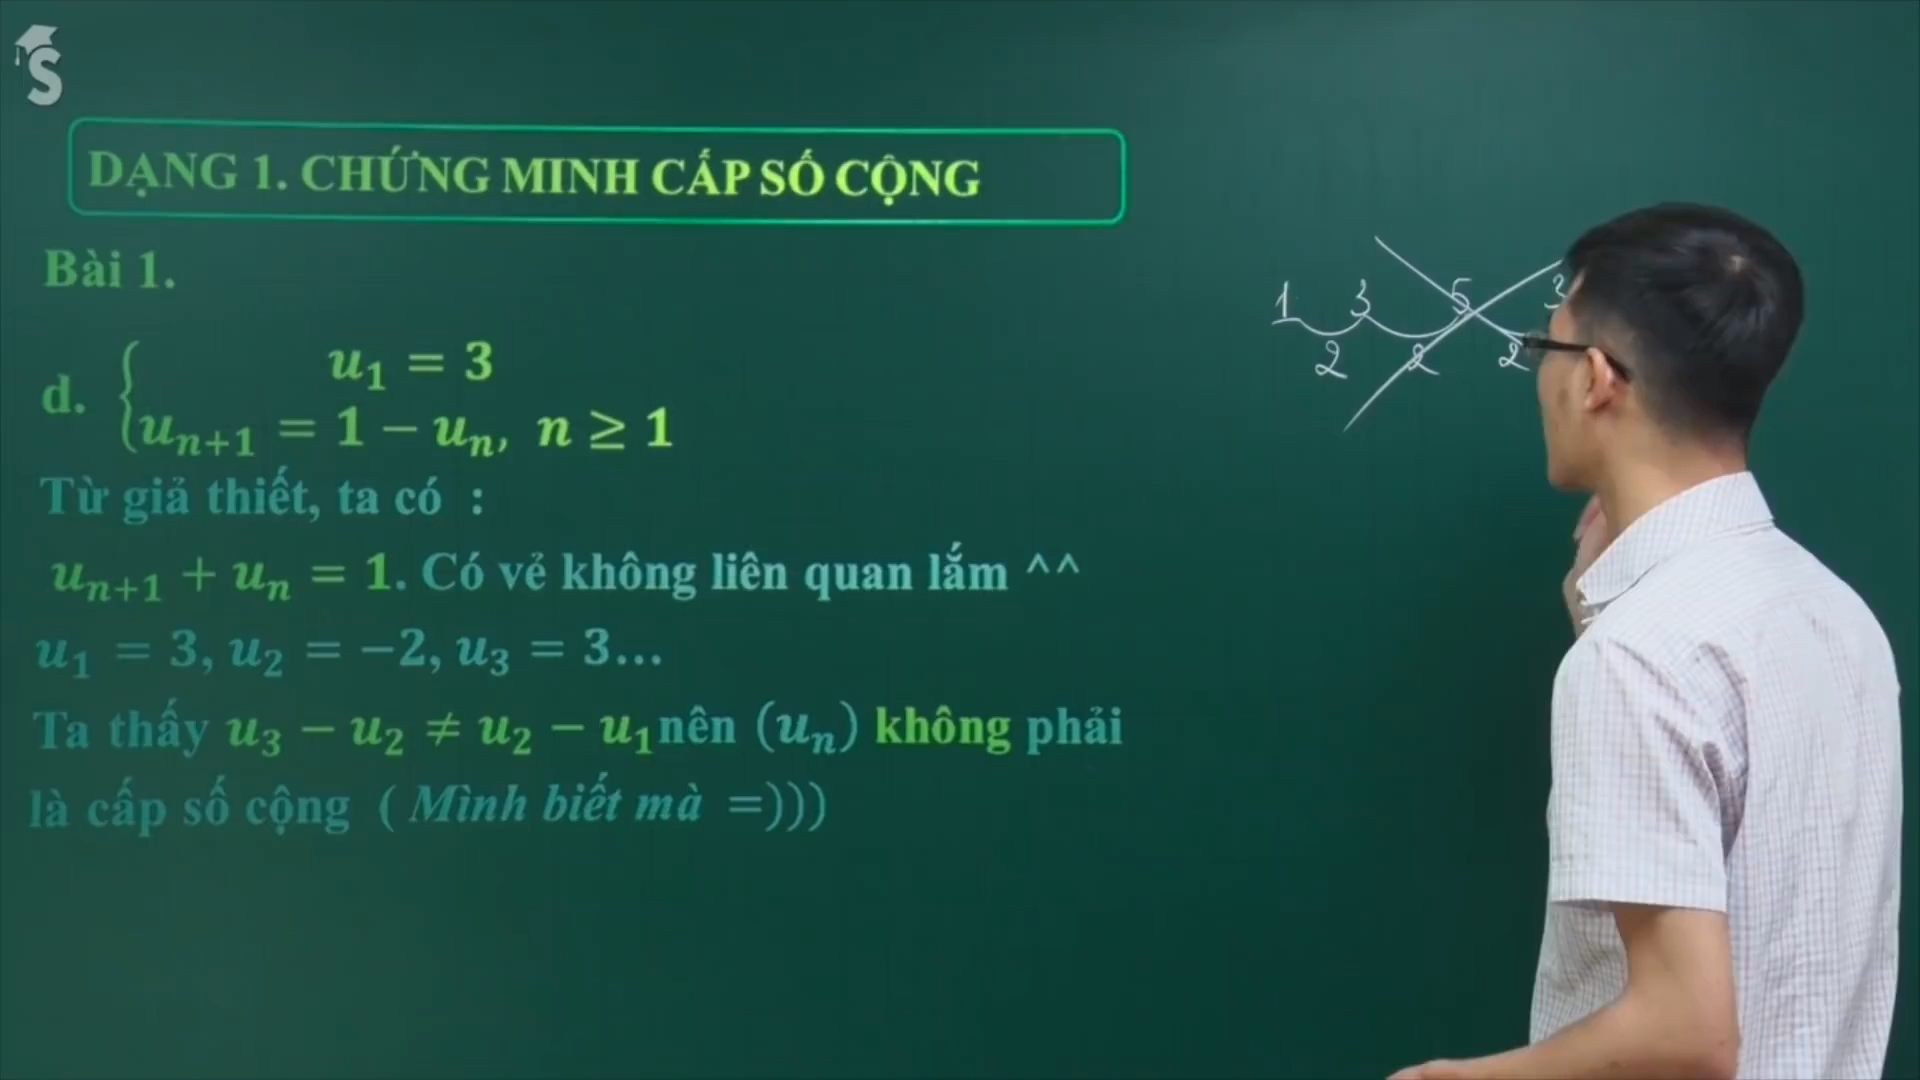 S
DẠNG 1. CHỨNG MINH CẤP SỐ CỘNG
Bài 1.
d. { u₁ = 3
uₙ₊₁ = 1 − uₙ, n ≥ 1
Từ giả thiết, ta có :
uₙ₊₁ + uₙ = 1. Có vẻ không liên quan lắm ^^
u₁ = 3, u₂ = −2, u₃ = 3...
Ta thấy u₃ − u₂ ≠ u₂ − u₁ nên (uₙ) không phải
là cấp số cộng ( Mình biết mà =)))
1 3 5 3
2 2 2